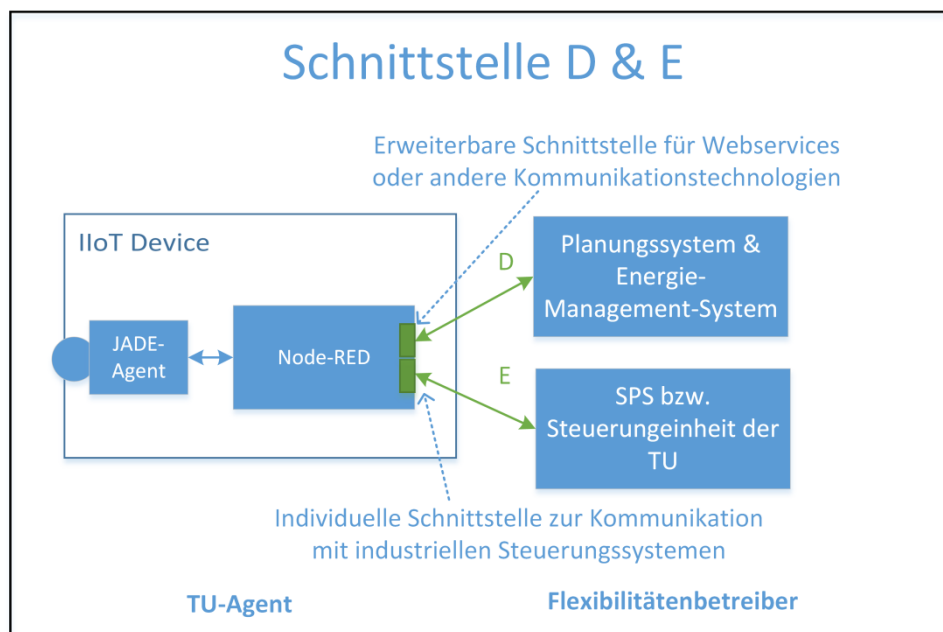 Schnittstelle D & E
Erweiterbare Schnittstelle für Webservices
oder andere Kommunikationstechnologien
IIoT Device
D
Planungssystem &
Energie-
Management-System
JADE-
Agent
Node-RED
E
SPS bzw.
Steuerungeinheit der
TU
Individuelle Schnittstelle zur Kommunikation
mit industriellen Steuerungssystemen
TU-Agent
Flexibilitätenbetreiber